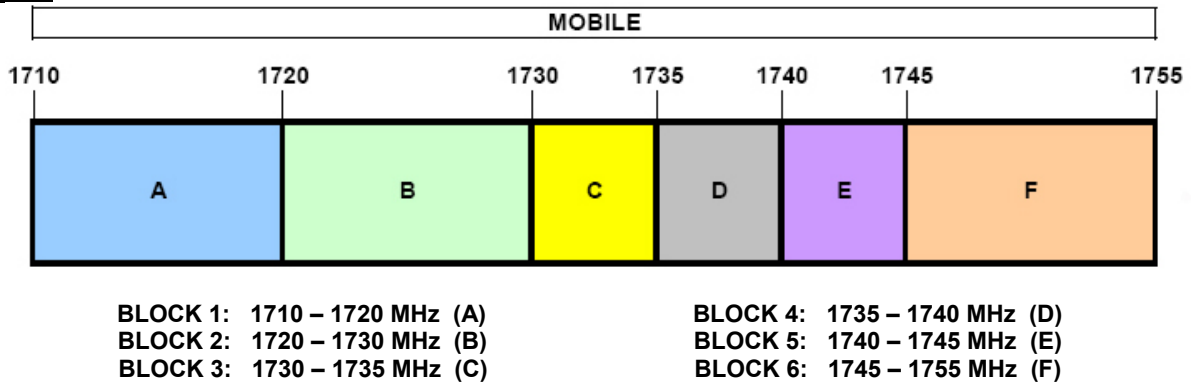 MOBILE
1710 1720 1730 1735 1740 1745 1755
A B C D E F
BLOCK 1: 1710 – 1720 MHz (A)
BLOCK 2: 1720 – 1730 MHz (B)
BLOCK 3: 1730 – 1735 MHz (C)
BLOCK 4: 1735 – 1740 MHz (D)
BLOCK 5: 1740 – 1745 MHz (E)
BLOCK 6: 1745 – 1755 MHz (F)